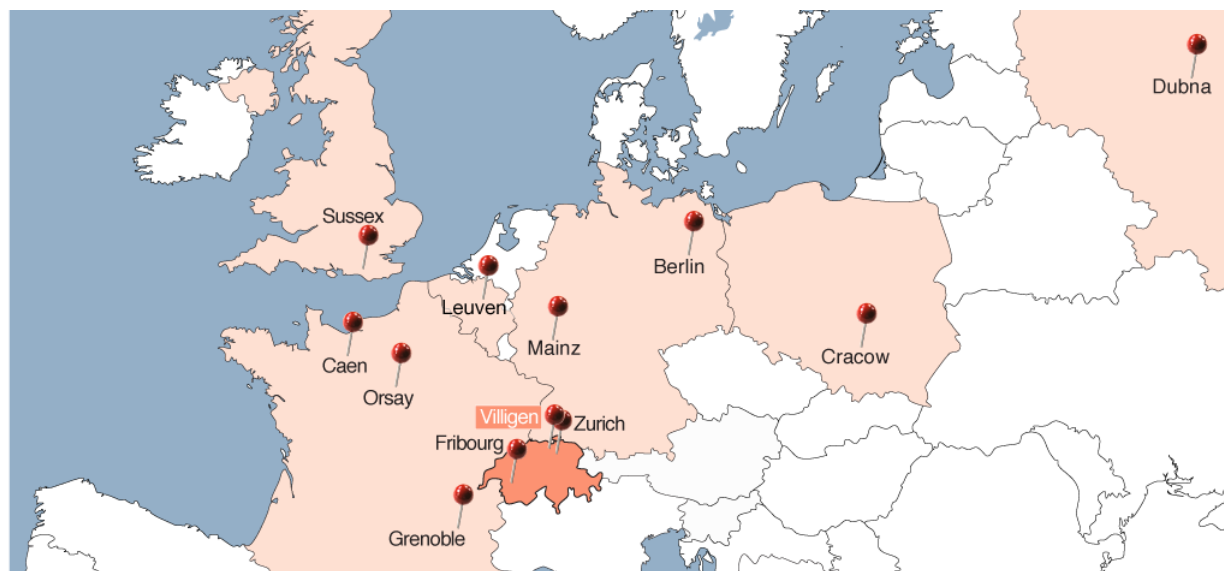 Dubna
Sussex
Berlin
Leuven
Mainz
Cracow
Caen
Orsay
Villigen
Zurich
Fribourg
Grenoble